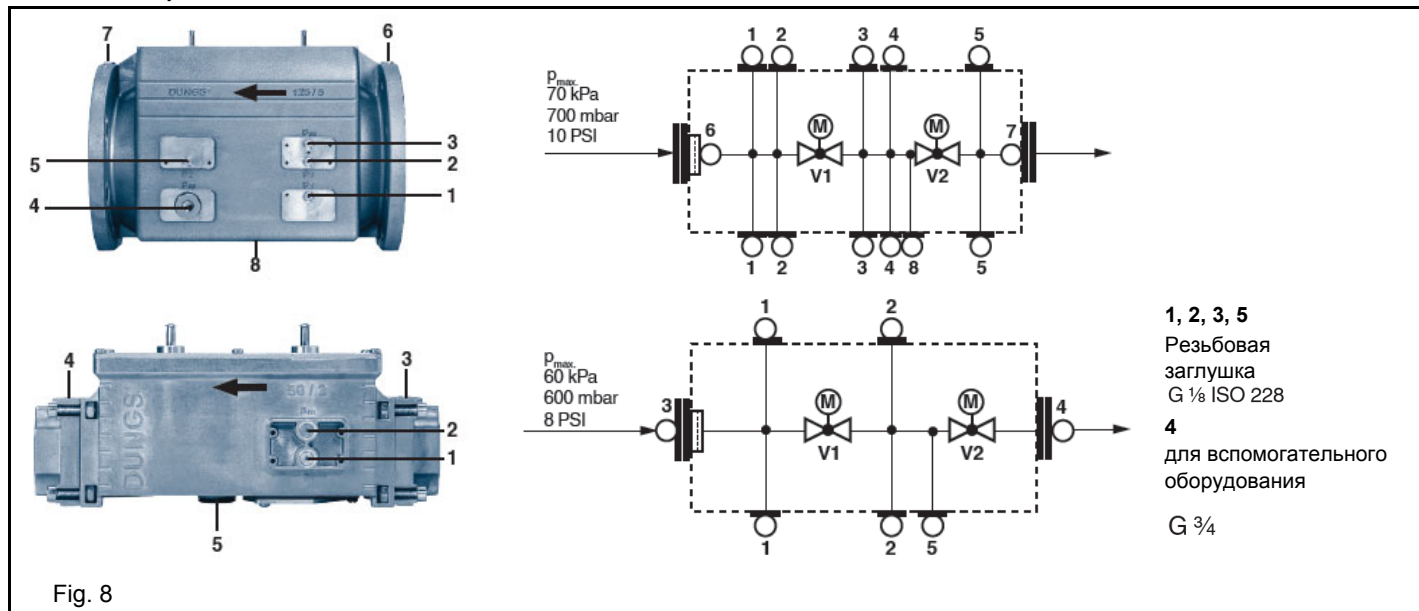 7
6
DUNGS
125/5
5
4
3
2
1
8
1 2 3 4 5
Pmax.
70 kPa
700 mbar
10 PSI
6
M
V1
M
V2
7
1 2 3 4 8 5
4
3
DUNGS
50 / 2
2
1
5
1 2
Pmax.
60 kPa
600 mbar
8 PSI
3
M
V1
M
V2
4
1 2 5
1, 2, 3, 5
Резьбовая
заглушка
G ⅛ ISO 228
4
для вспомогательного
оборудования
G ¾
Fig. 8